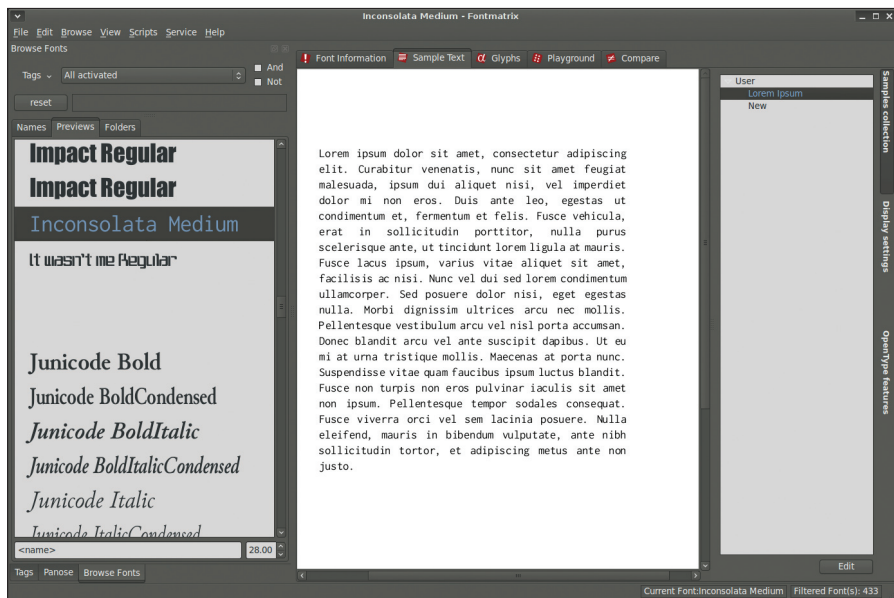 Inconsolata Medium - Fontmatrix
File Edit Browse View Scripts Service Help
Browse Fonts
Tags All activated
And
Not
reset
Names Previews Folders
Impact Regular
Impact Regular
Inconsolata Medium
It wasn't me Regular
Junicode Bold
Junicode BoldCondensed
Junicode BoldItalic
Junicode BoldItalicCondensed
Junicode Italic
Junicode ItalicCondensed
<name> 28.00
Tags Panose Browse Fonts
Font Information Sample Text Glyphs Playground Compare
Lorem ipsum dolor sit amet, consectetur adipiscing
elit. Curabitur venenatis, nunc sit amet feugiat
malesuada, ipsum dui aliquet nisi, vel imperdiet
dolor mi non eros. Duis ante leo, egestas ut
condimentum et, fermentum et felis. Fusce vehicula,
erat in sollicitudin porttitor, nulla purus
scelerisque ante, ut tincidunt lorem ligula at mauris.
Fusce lacus ipsum, varius vitae aliquet sit amet,
facilisis ac nisi. Nunc vel dui sed lorem condimentum
ullamcorper. Sed posuere dolor nisi, eget egestas
nulla. Morbi dignissim ultrices arcu nec mollis.
Pellentesque vestibulum arcu vel nisl porta accumsan.
Donec blandit arcu vel ante suscipit dapibus. Ut eu
mi at urna tristique mollis. Maecenas at porta nunc.
Suspendisse vitae quam faucibus ipsum luctus blandit.
Fusce non turpis non eros pulvinar iaculis sit amet
non ipsum. Pellentesque tempor sodales consequat.
Fusce viverra orci vel sem lacinia posuere. Nulla
eleifend, mauris in bibendum vulputate, ante nibh
sollicitudin tortor, et adipiscing metus ante non
justo.
User
Lorem Ipsum
New
Edit
Samples collection
Display settings
OpenType features
Current Font:Inconsolata Medium Filtered Font(s): 433